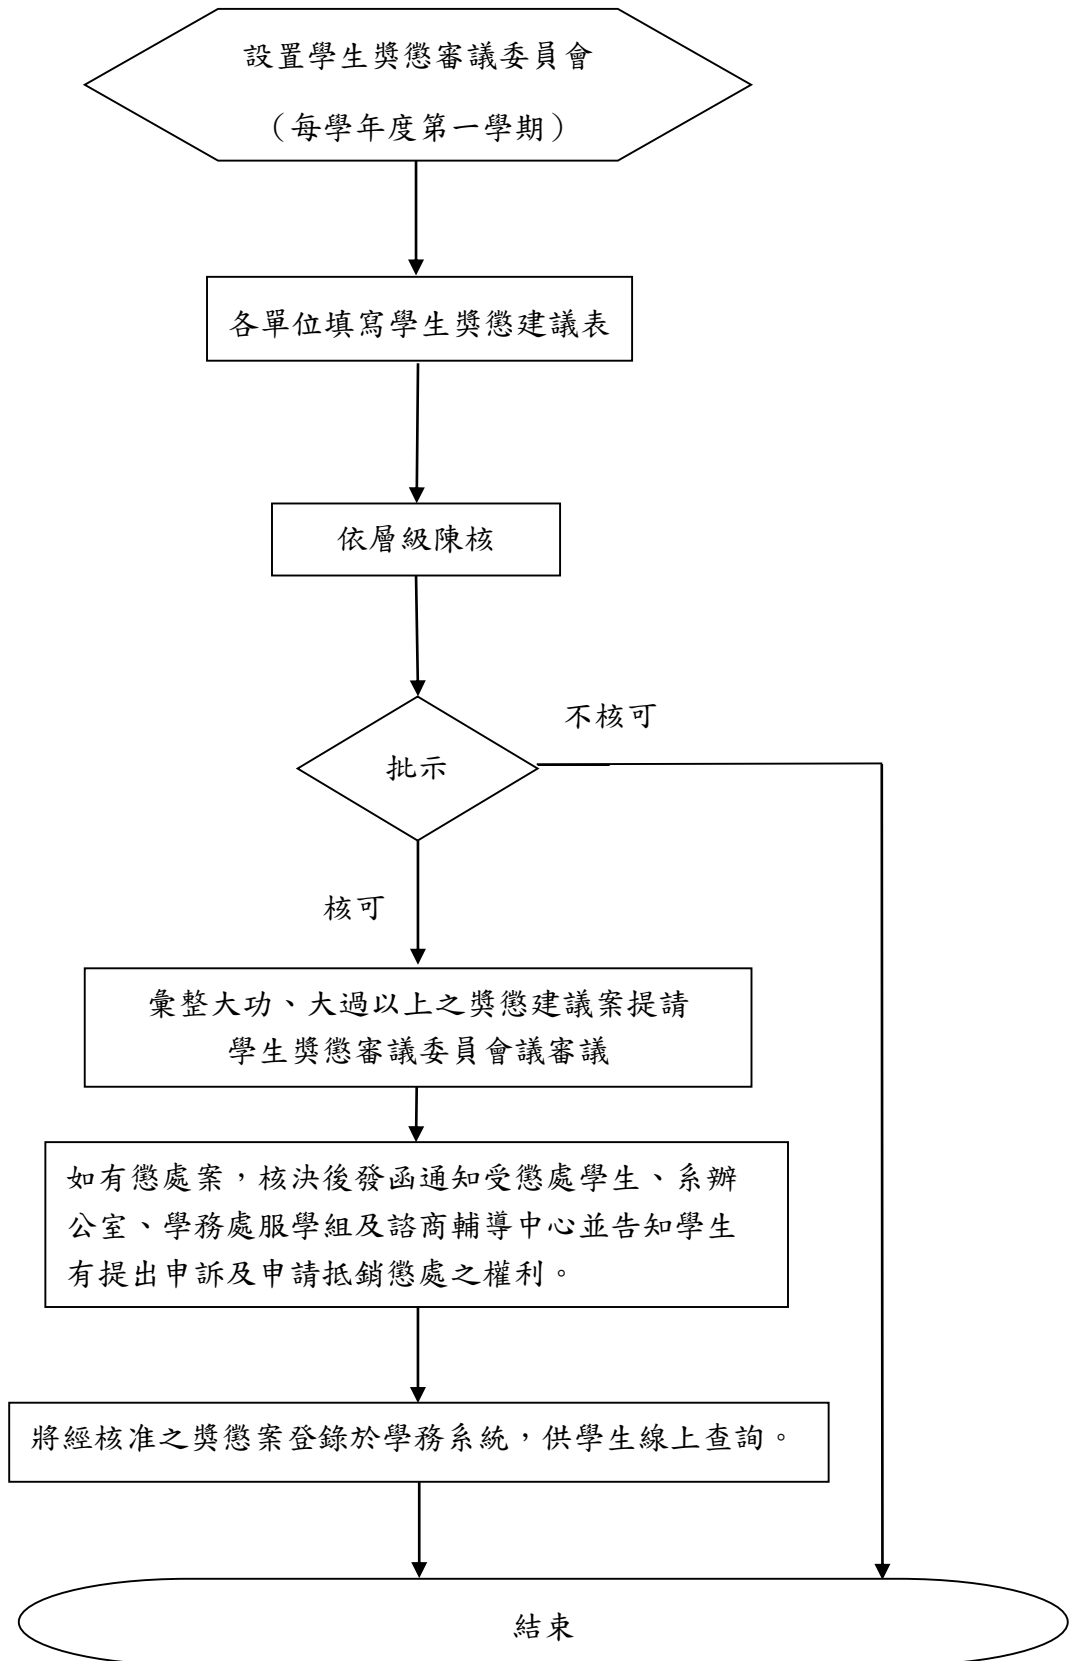 設置學生獎懲審議委員會
（每學年度第一學期）
各單位填寫學生獎懲建議表
依層級陳核
不核可
批示
核可
彙整大功、大過以上之獎懲建議案提請
學生獎懲審議委員會議審議
如有懲處案，核決後發函通知受懲處學生、系辦
公室、學務處服學組及諮商輔導中心並告知學生
有提出申訴及申請抵銷懲處之權利。
將經核准之獎懲案登錄於學務系統，供學生線上查詢。
結束